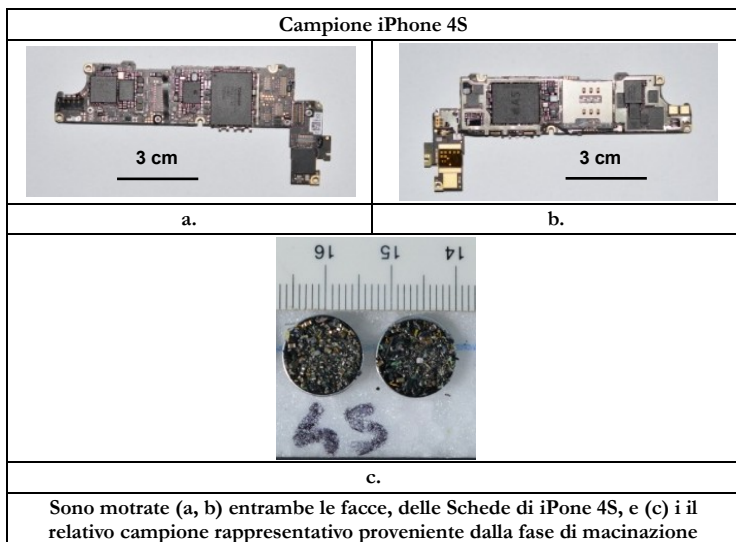 Campione iPhone 4S
3 cm
3 cm
a.
b.
16 15 14
4S
c.
Sono motrate (a, b) entrambe le facce, delle Schede di iPone 4S, e (c) i il
relativo campione rappresentativo proveniente dalla fase di macinazione